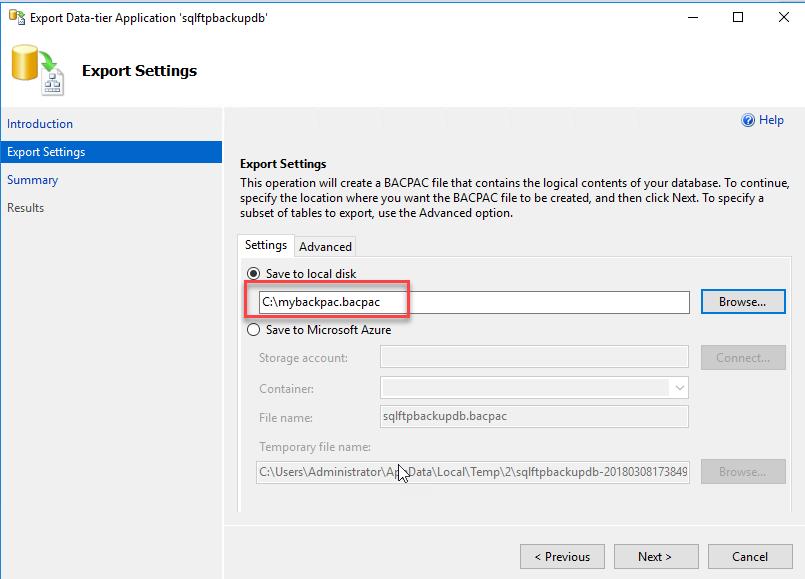 Export Data-tier Application 'sqlftpbackupdb'
Export Settings
Introduction
Export Settings
Summary
Results
Help
Export Settings
This operation will create a BACPAC file that contains the logical contents of your database. To continue,
specify the location where you want the BACPAC file to be created, and then click Next. To specify a
subset of tables to export, use the Advanced option.
Settings
Advanced
Save to local disk
C:\mybackpac.bacpac
Browse...
Save to Microsoft Azure
Storage account:
Connect...
Container:
File name:
sqlftpbackupdb.bacpac
Temporary file name:
C:\Users\Administrator\AppData\Local\Temp\2\sqlftpbackupdb-20180308173849
Browse...
< Previous
Next >
Cancel